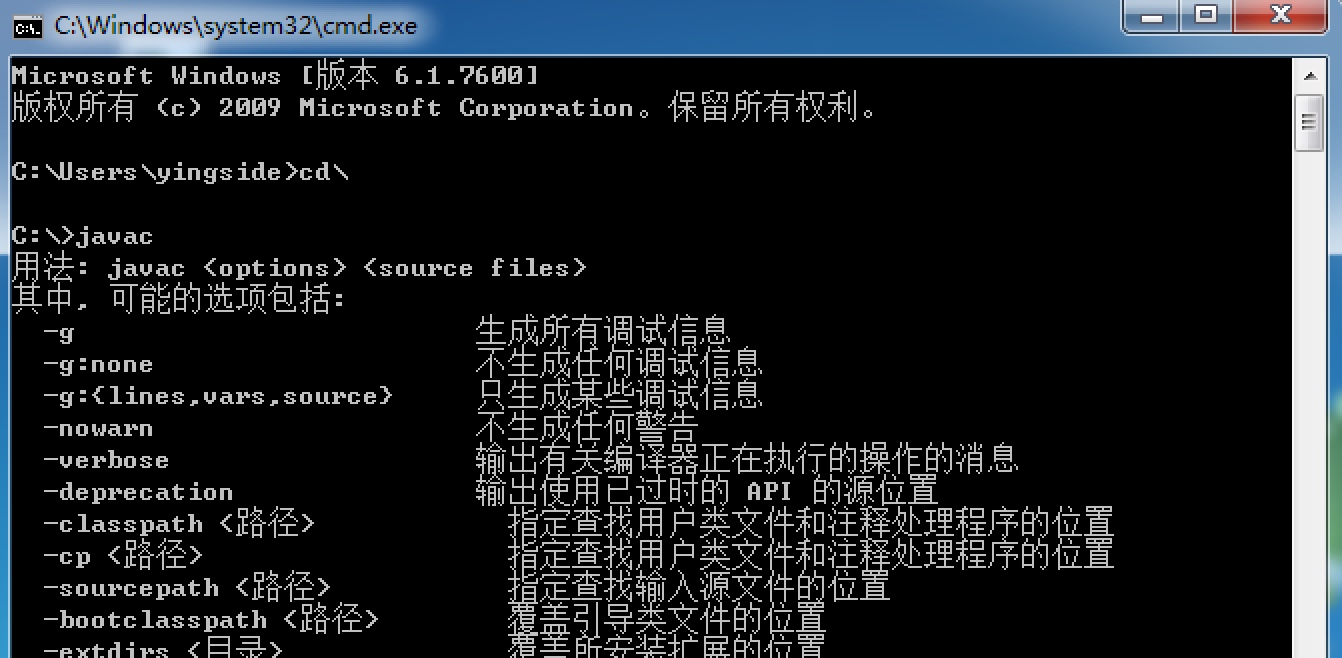 C:\Windows\system32\cmd.exe
Microsoft Windows [版本 6.1.7600]
版权所有 (c) 2009 Microsoft Corporation。保留所有权利。
C:\Users\yingside>cd\
C:\>javac
用法: javac <options> <source files>
其中, 可能的选项包括:
-g 生成所有调试信息
-g:none 不生成任何调试信息
-g:{lines,vars,source} 只生成某些调试信息
-nowarn 不生成任何警告
-verbose 输出有关编译器正在执行的操作的消息
-deprecation 输出使用已过时的 API 的源位置
-classpath <路径> 指定查找用户类文件和注释处理程序的位置
-cp <路径> 指定查找用户类文件和注释处理程序的位置
-sourcepath <路径> 指定查找输入源文件的位置
-bootclasspath <路径> 覆盖引导类文件的位置
-extdirs <目录> 覆盖所安装扩展的位置